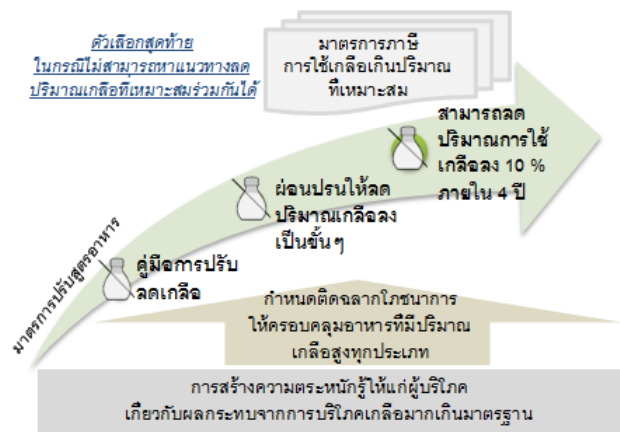 ตัวเลือกสุดท้าย
ในกรณีไม่สามารถหาแนวทางลด
ปริมาณเกลือที่เหมาะสมร่วมกันได้
มาตรการภาษี
การใช้เกลือเกินปริมาณ
ที่เหมาะสม
สามารถลด
ปริมาณการใช้
เกลือลง 10 %
ภายใน 4 ปี
ผ่อนปรนให้ลด
ปริมาณเกลือลง
เป็นขั้นๆ
คู่มือการปรับ
ลดเกลือ
มาตรการปรับสูตรอาหาร
กำหนดติดฉลากโภชนาการ
ให้ครอบคลุมอาหารที่มีปริมาณ
เกลือสูงทุกประเภท
การสร้างความตระหนักรู้ให้แก่ผู้บริโภค
เกี่ยวกับผลกระทบจากการบริโภคเกลือมากเกินมาตรฐาน